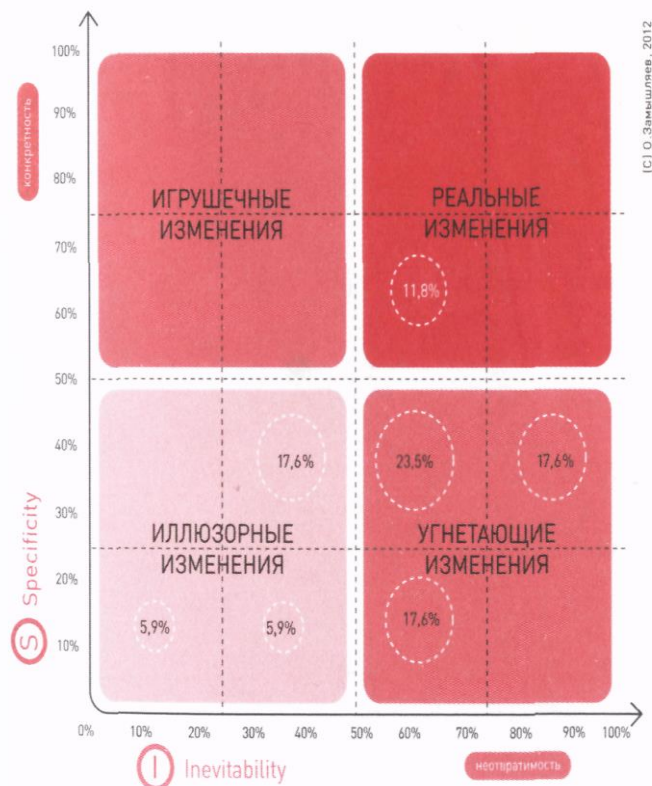 (C) О.Замышляев, 2012
100%
90%
конкретность
80%
ИГРУШЕЧНЫЕ
ИЗМЕНЕНИЯ
РЕАЛЬНЫЕ
ИЗМЕНЕНИЯ
70%
11,8%
60%
50%
40%
17,6%
23,5%
17,6%
30%
ИЛЛЮЗОРНЫЕ
ИЗМЕНЕНИЯ
УГНЕТАЮЩИЕ
ИЗМЕНЕНИЯ
S Specificity
20%
5,9%
5,9%
17,6%
10%
0% 10% 20% 30% 40% 50% 60% 70% 80% 90% 100%
I Inevitability
неотвратимость